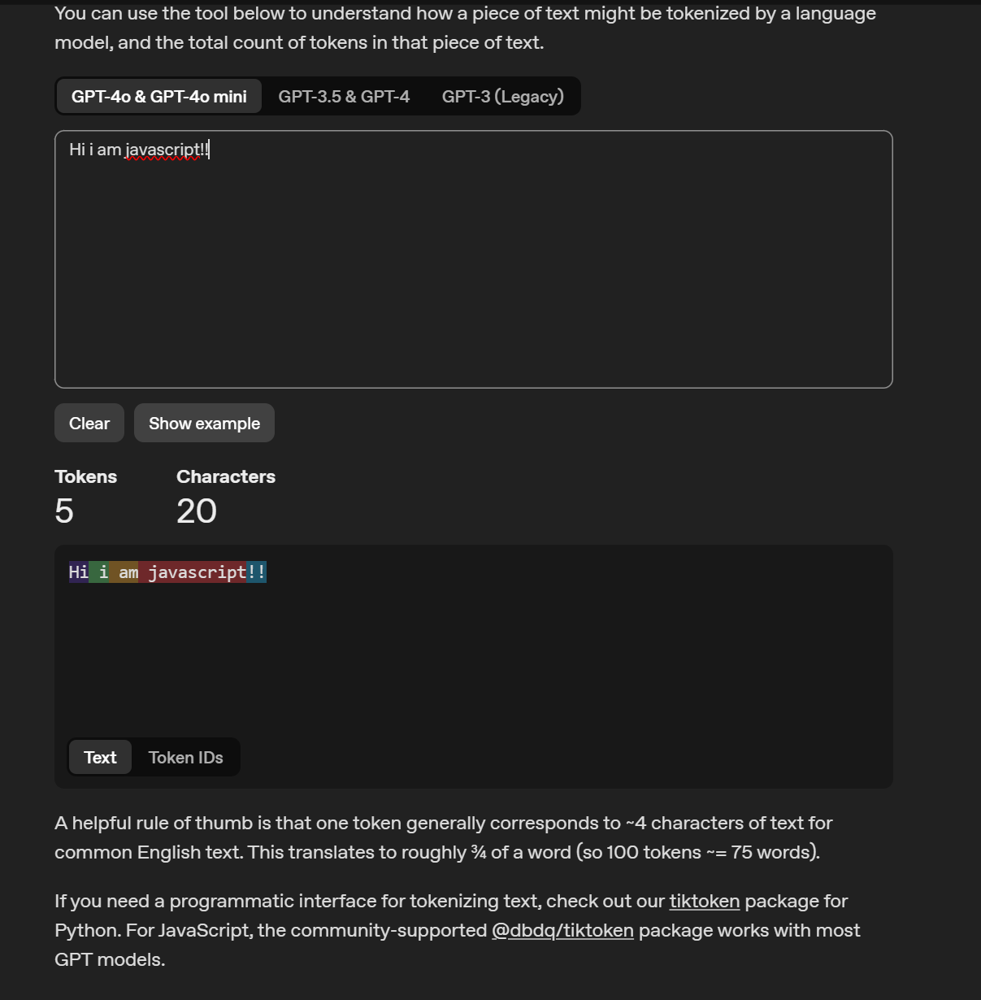 You can use the tool below to understand how a piece of text might be tokenized by a language
model, and the total count of tokens in that piece of text.
GPT-4o & GPT-4o mini GPT-3.5 & GPT-4 GPT-3 (Legacy)
Hi i am javascript!!
Clear Show example
Tokens Characters
5 20
Hi i am javascript!!
Text Token IDs
A helpful rule of thumb is that one token generally corresponds to ~4 characters of text for
common English text. This translates to roughly ¾ of a word (so 100 tokens ~= 75 words).
If you need a programmatic interface for tokenizing text, check out our tiktoken package for
Python. For JavaScript, the community-supported @dbdq/tiktoken package works with most
GPT models.